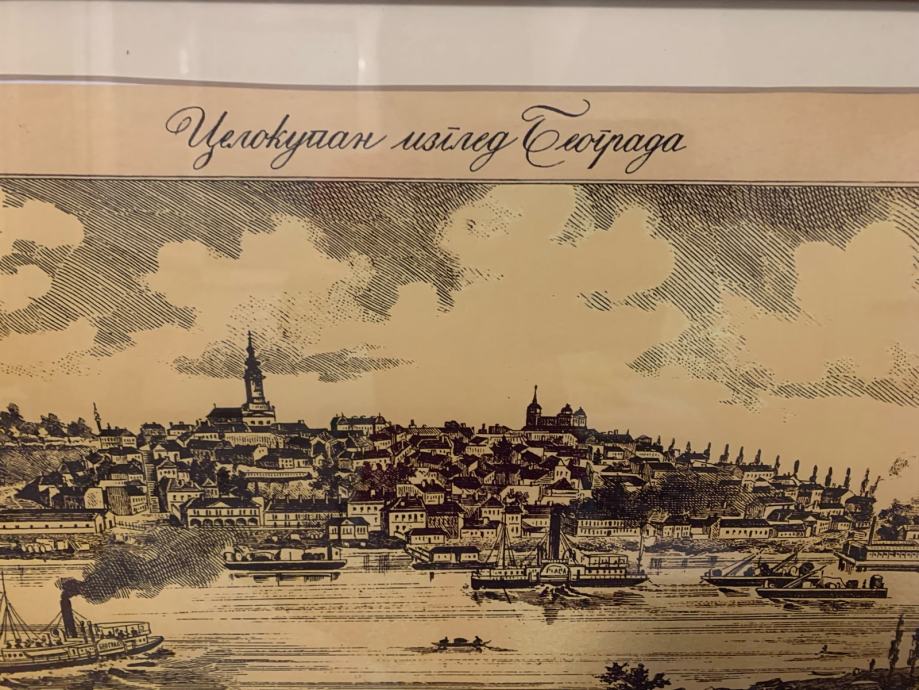 Целокупан изглед Београда